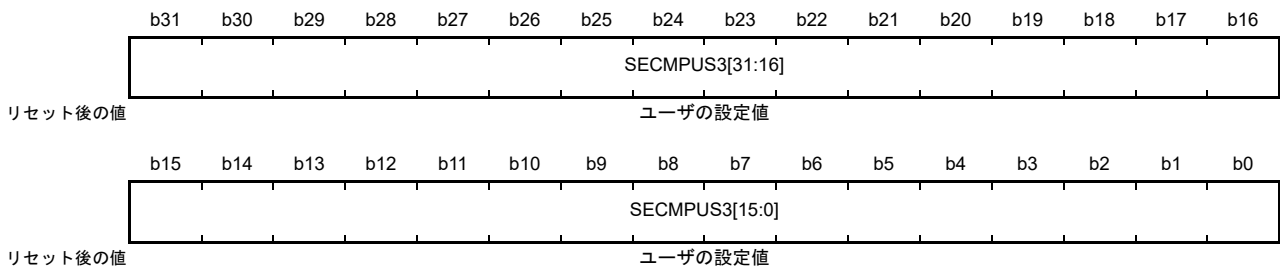 b31 b30 b29 b28 b27 b26 b25 b24 b23 b22 b21 b20 b19 b18 b17 b16
SECMPUS3[31:16]
リセット後の値 ユーザの設定値
b15 b14 b13 b12 b11 b10 b9 b8 b7 b6 b5 b4 b3 b2 b1 b0
SECMPUS3[15:0]
リセット後の値 ユーザの設定値